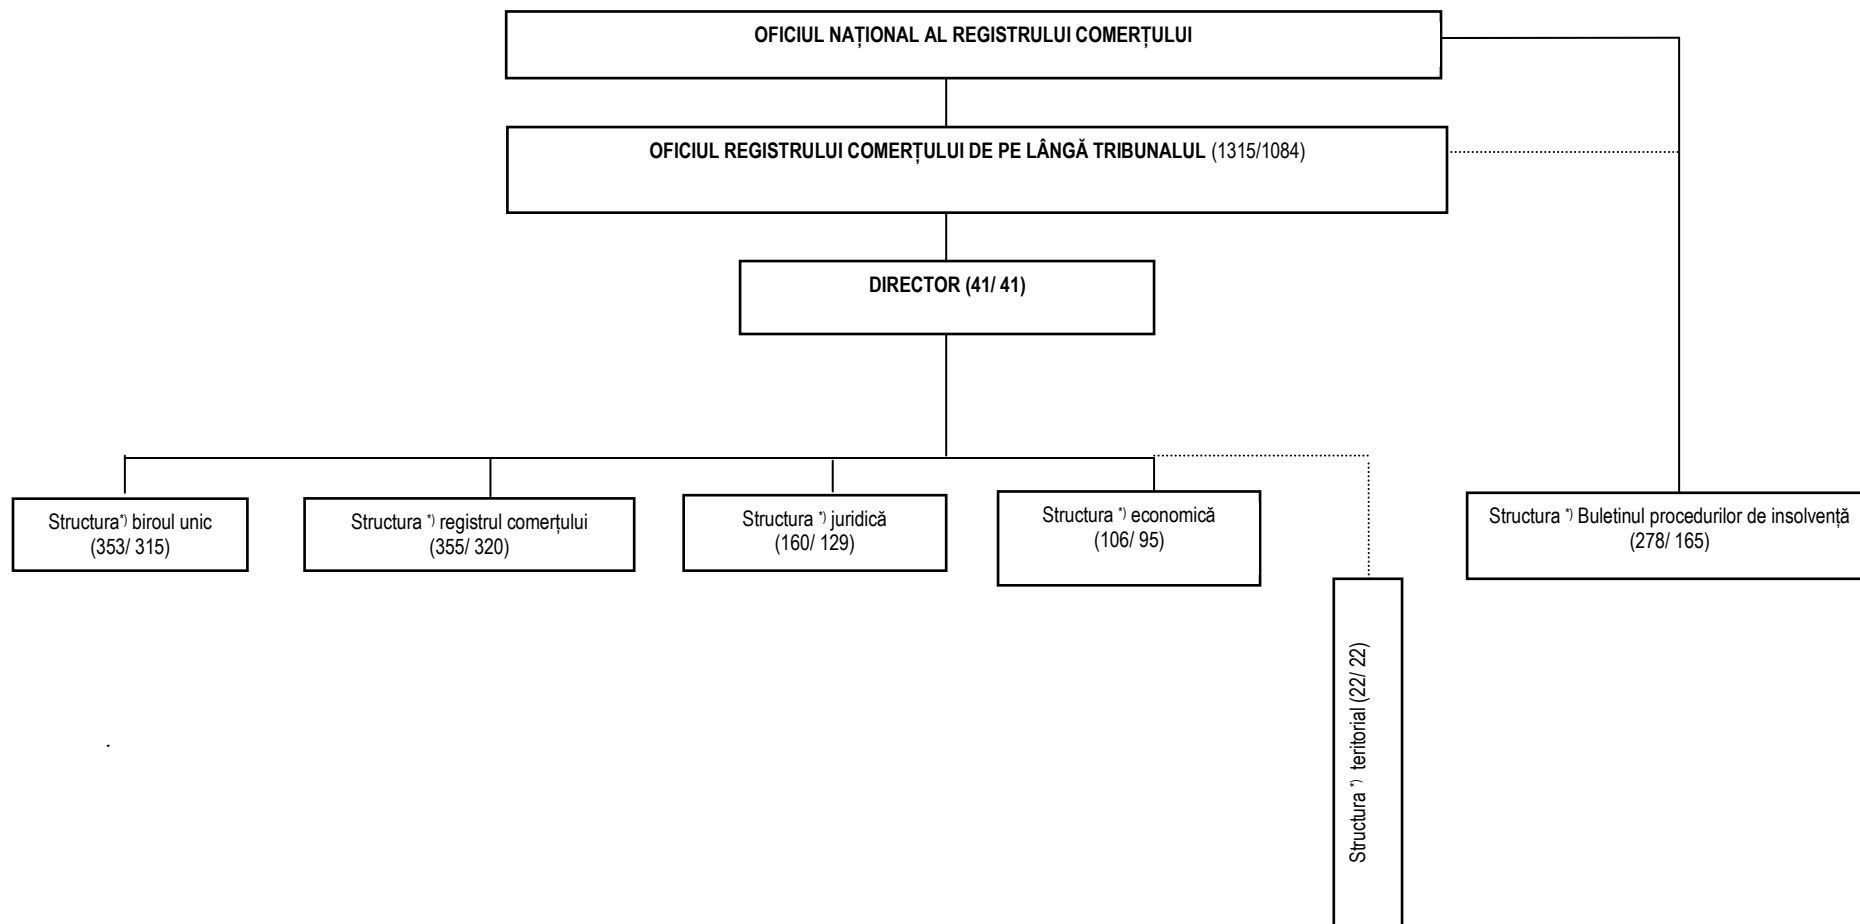 OFICIUL NAȚIONAL AL REGISTRULUI COMERȚULUI
OFICIUL REGISTRULUI COMERȚULUI DE PE LÂNGĂ TRIBUNALUL (1315/1084)
DIRECTOR (41/ 41)
Structura*) biroul unic
(353/ 315)
Structura *) registrul comerțului
(355/ 320)
Structura *) juridică
(160/ 129)
Structura *) economică
(106/ 95)
Structura *) teritorial (22/ 22)
Structura *) Buletinul procedurilor de insolvență
(278/ 165)
.